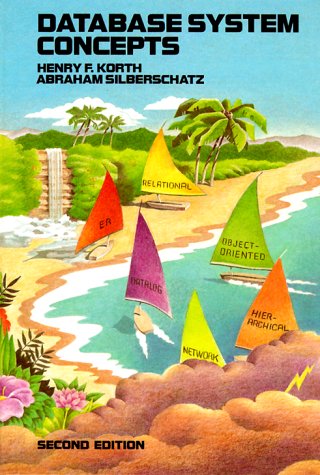 DATABASE SYSTEM
CONCEPTS
HENRY F. KORTH
ABRAHAM SILBERSCHATZ
RELATIONAL
ER
OBJECT-
ORIENTED
DATALOG
HIER-
ARCHICAL
NETWORK
SECOND EDITION